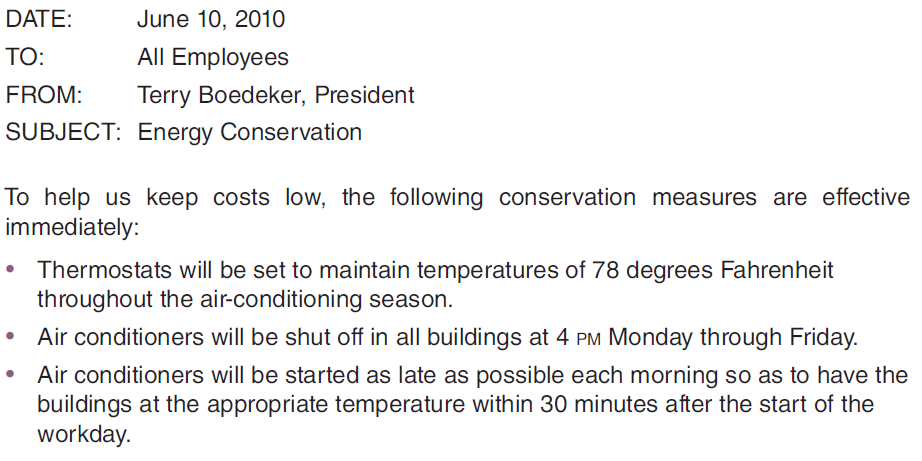 DATE: June 10, 2010
TO: All Employees
FROM: Terry Boedeker, President
SUBJECT: Energy Conservation
To help us keep costs low, the following conservation measures are effective
immediately:
• Thermostats will be set to maintain temperatures of 78 degrees Fahrenheit
throughout the air-conditioning season.
• Air conditioners will be shut off in all buildings at 4 PM Monday through Friday.
• Air conditioners will be started as late as possible each morning so as to have the
buildings at the appropriate temperature within 30 minutes after the start of the
workday.